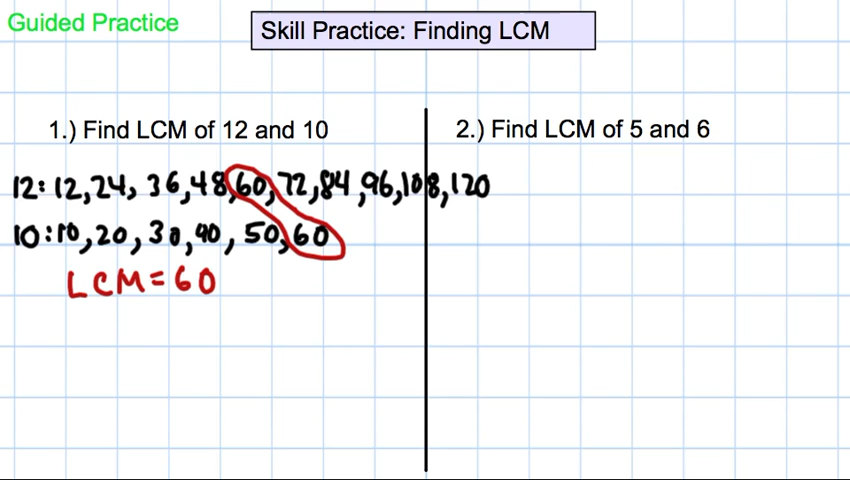 Guided Practice
Skill Practice: Finding LCM
1.) Find LCM of 12 and 10
12: 12, 24, 36, 48, 60, 72, 84, 96, 108, 120
10: 10, 20, 30, 40, 50, 60
LCM = 60
2.) Find LCM of 5 and 6